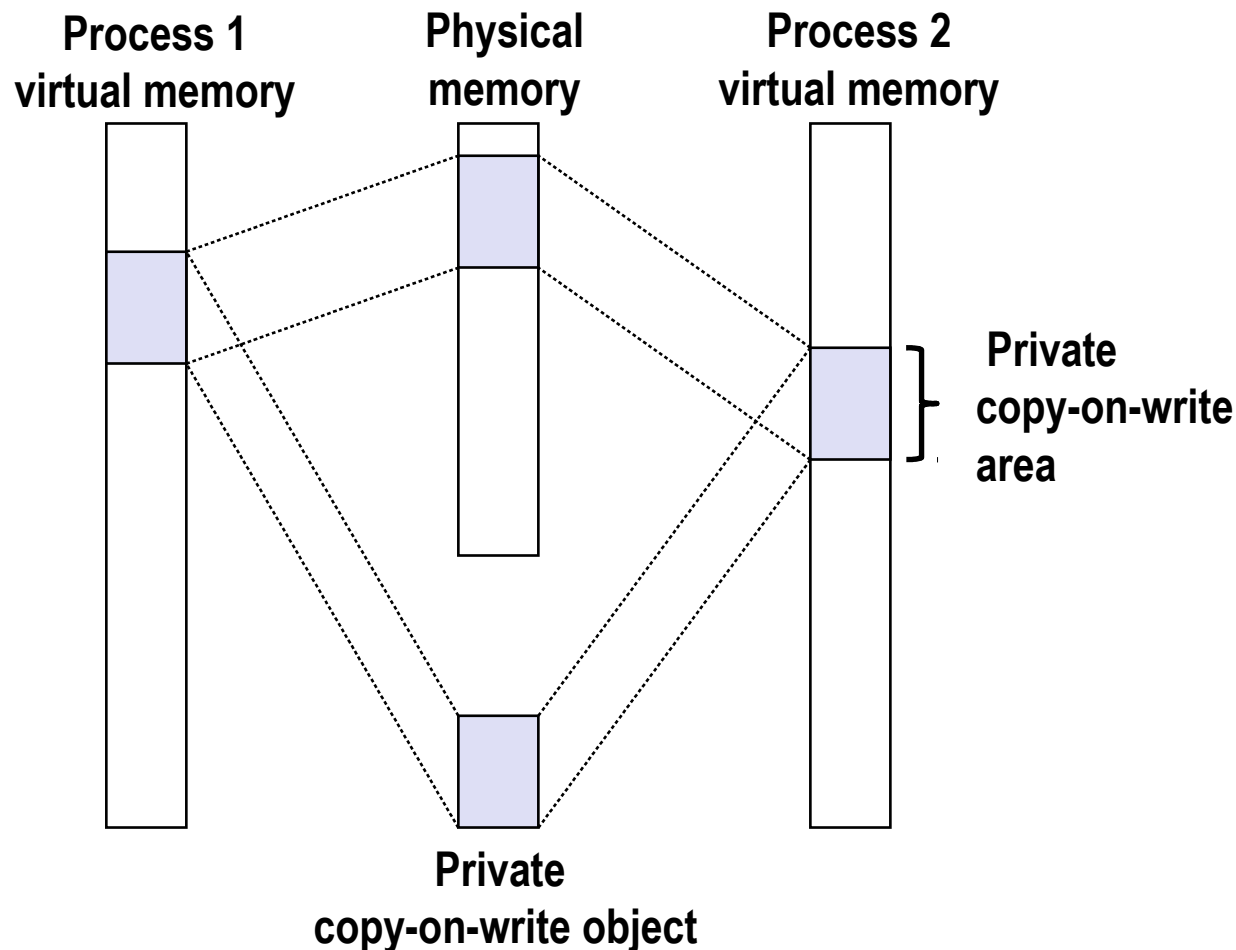 Process 1
virtual memory
Physical
memory
Process 2
virtual memory
Private
copy-on-write
area
Private
copy-on-write object